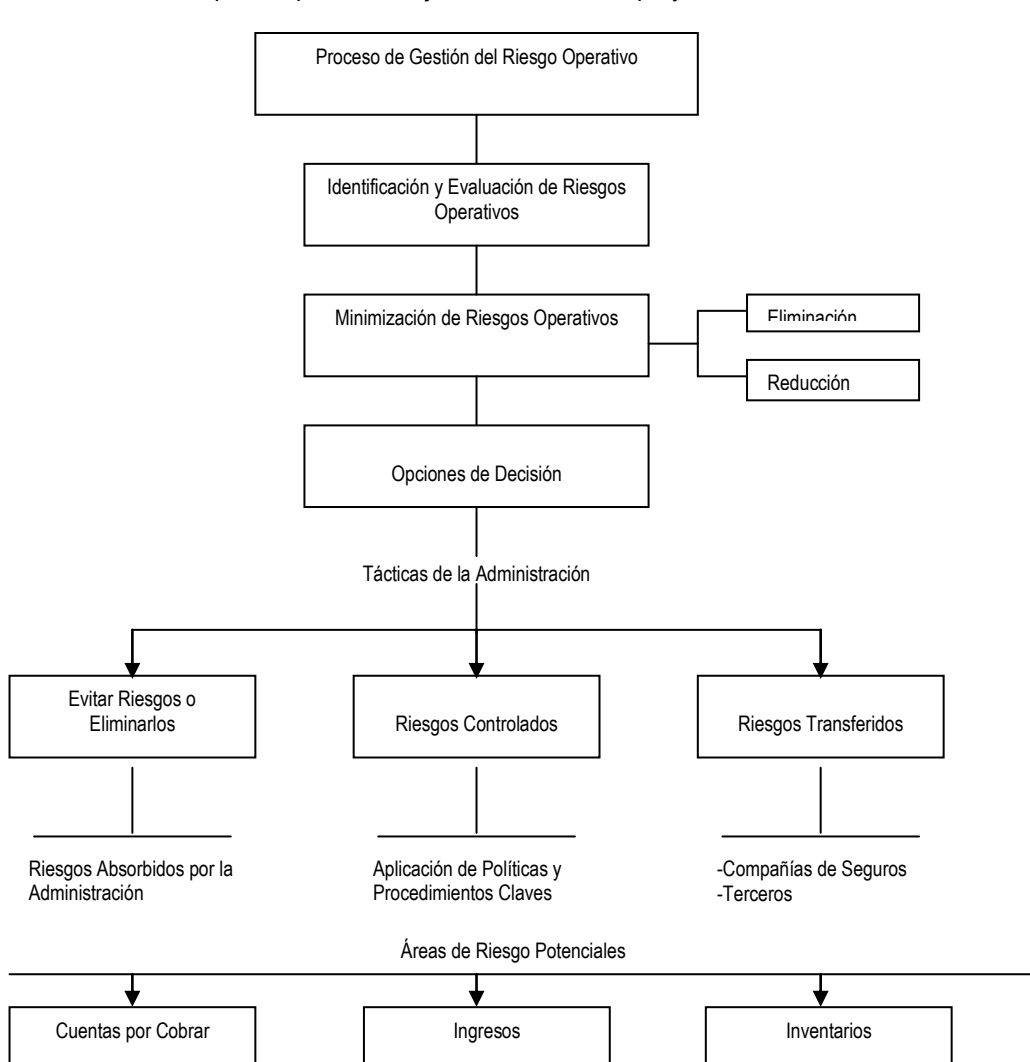 Proceso de Gestión del Riesgo Operativo
Identificación y Evaluación de Riesgos
Operativos
Minimización de Riesgos Operativos
Eliminación
Reducción
Opciones de Decisión
Tácticas de la Administración
Evitar Riesgos o
Eliminarlos
Riesgos Controlados
Riesgos Transferidos
Riesgos Absorbidos por la
Administración
Aplicación de Políticas y
Procedimientos Claves
-Compañías de Seguros
-Terceros
Áreas de Riesgo Potenciales
Cuentas por Cobrar
Ingresos
Inventarios